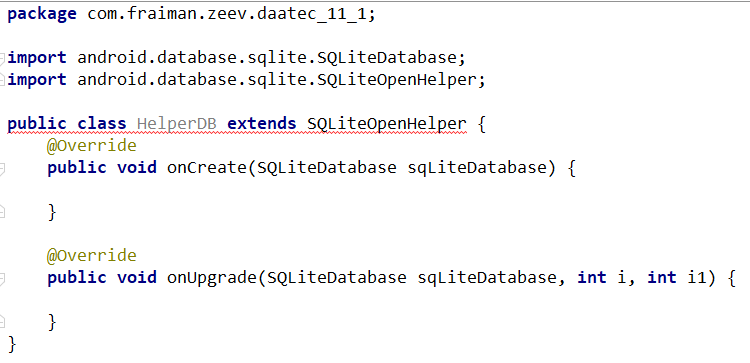 package com.fraiman.zeev.daatec_11_1;
import android.database.sqlite.SQLiteDatabase;
import android.database.sqlite.SQLiteOpenHelper;
public class HelperDB extends SQLiteOpenHelper {
@Override
public void onCreate(SQLiteDatabase sqLiteDatabase) {
}
@Override
public void onUpgrade(SQLiteDatabase sqLiteDatabase, int i, int i1) {
}
}